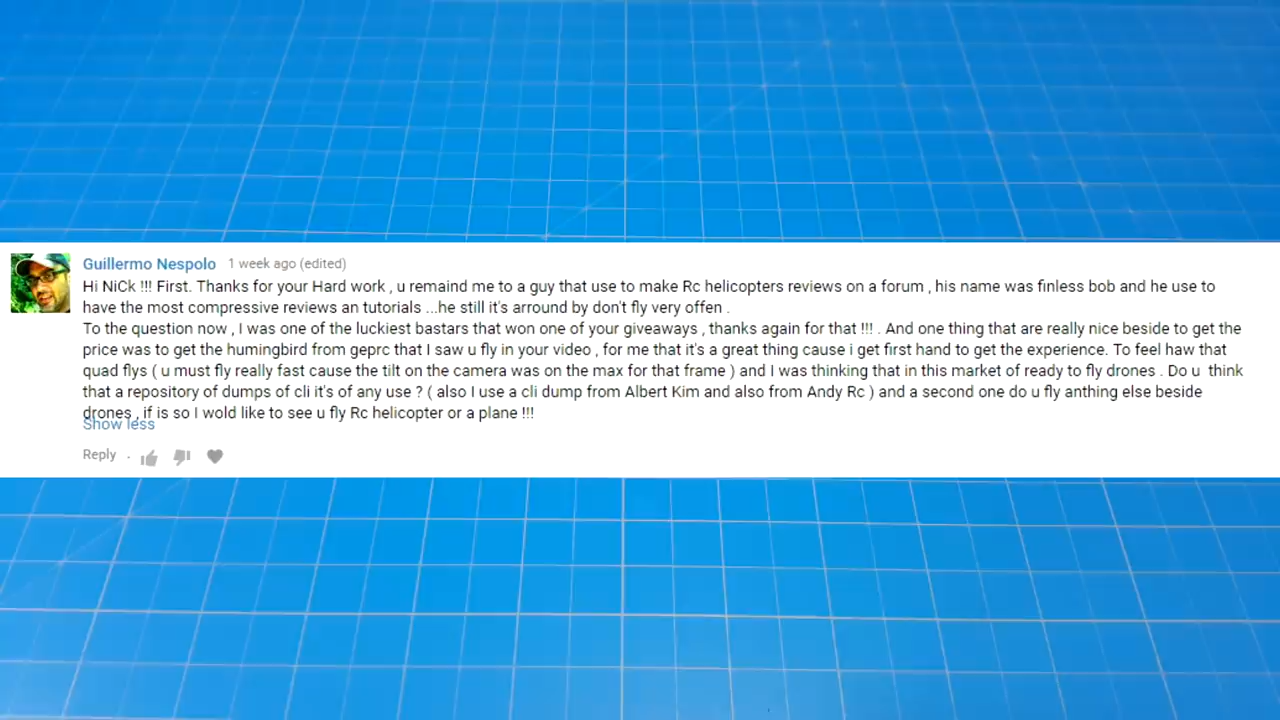 Guillermo Nespolo 1 week ago (edited)
Hi NiCk !!! First. Thanks for your Hard work , u remaind me to a guy that use to make Rc helicopters reviews on a forum , his name was finless bob and he use to
have the most compressive reviews an tutorials ...he still it's arround by don't fly very offen .
To the question now , I was one of the luckiest bastars that won one of your giveaways , thanks again for that !!! . And one thing that are really nice beside to get the
price was to get the humingbird from geprc that I saw u fly in your video , for me that it's a great thing cause i get first hand to get the experience. To feel haw that
quad flys ( u must fly really fast cause the tilt on the camera was on the max for that frame ) and I was thinking that in this market of ready to fly drones . Do u think
that a repository of dumps of cli it's of any use ? ( also I use a cli dump from Albert Kim and also from Andy Rc ) and a second one do u fly anthing else beside
drones , if is so I wold like to see u fly Rc helicopter or a plane !!!
Show less
Reply .